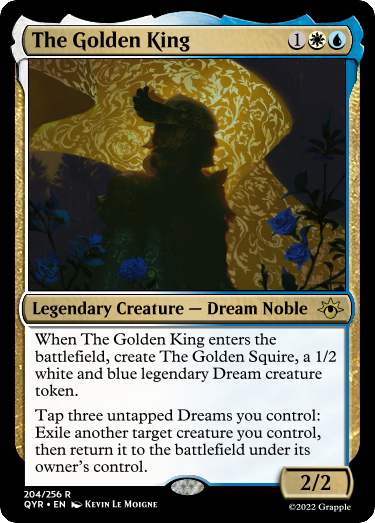 The Golden King 1
Legendary Creature — Dream Noble
When The Golden King enters the
battlefield, create The Golden Squire, a 1/2
white and blue legendary Dream creature
token.
Tap three untapped Dreams you control:
Exile another target creature you control,
then return it to the battlefield under its
owner's control.
2/2
204/256 R
QYR • EN Kevin Le Moigne
©2022 Grapple